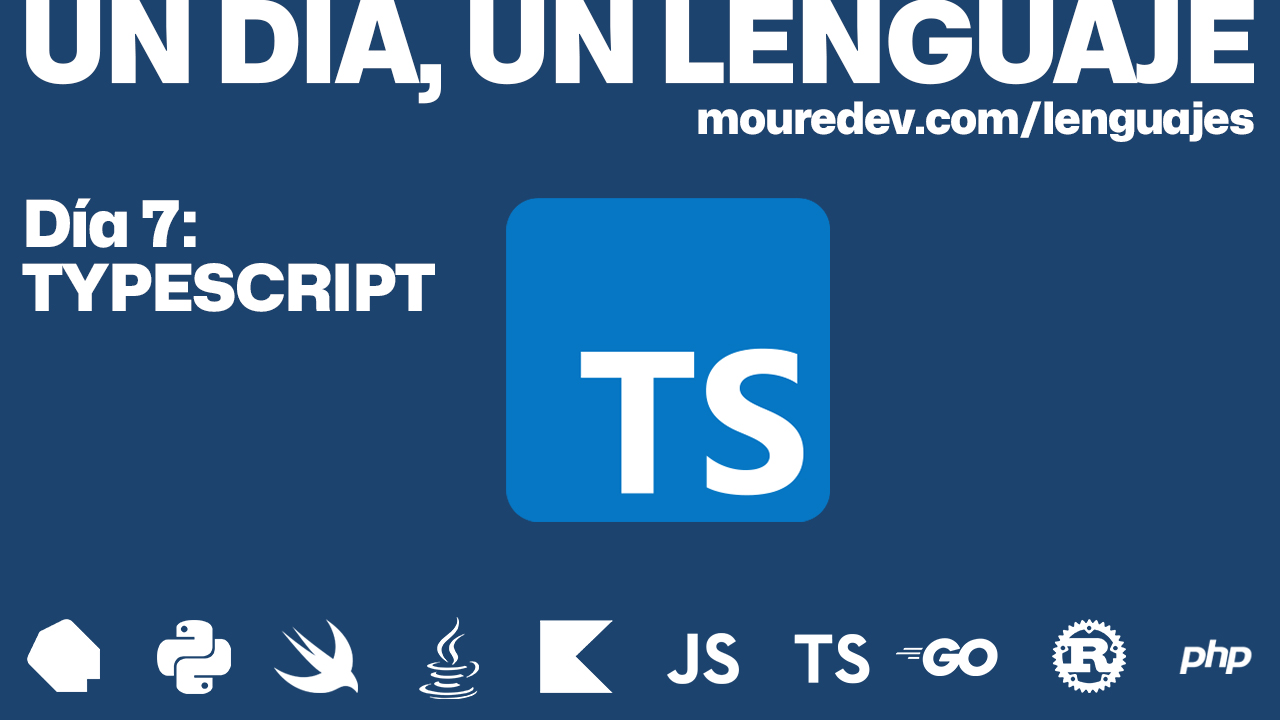 UN DÍA, UN LENGUAJE
mouredev.com/lenguajes
Día 7:
TYPESCRIPT
TS
JS TS GO R php